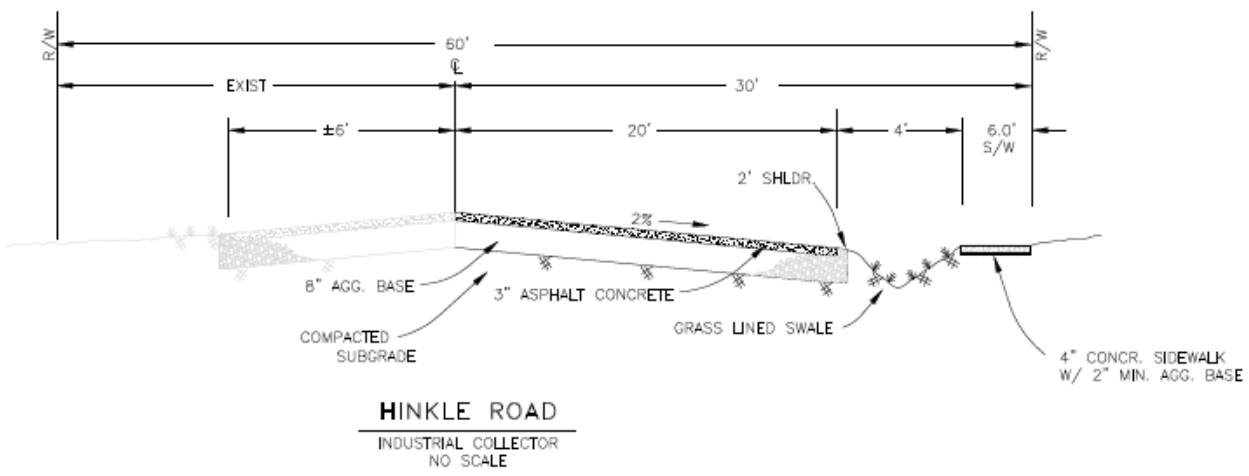 R/W
60'
R/W
℄
EXIST
30'
±6'
20'
4'
6.0'
S/W
2' SHLDR.
2%
8" AGG. BASE
3" ASPHALT CONCRETE
COMPACTED
SUBGRADE
GRASS LINED SWALE
4" CONCR. SIDEWALK
W/ 2" MIN. AGG. BASE
HINKLE ROAD
INDUSTRIAL COLLECTOR
NO SCALE